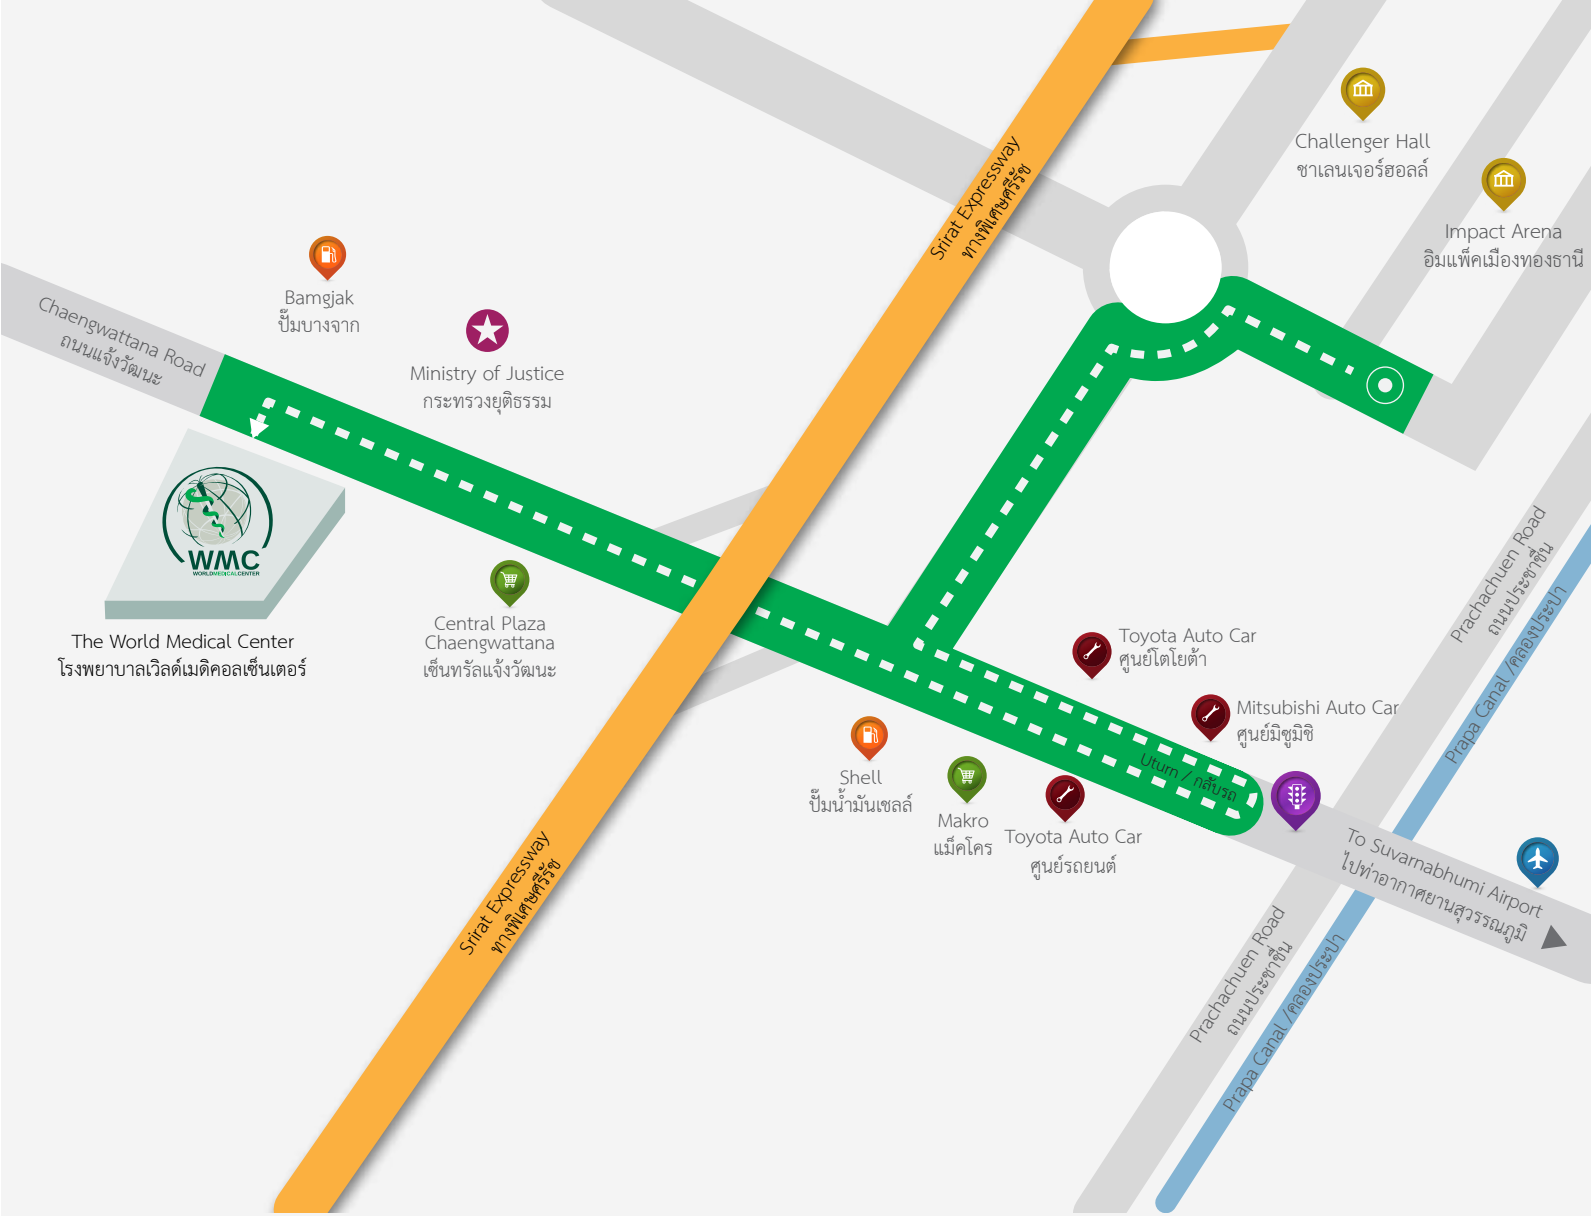 Challenger Hall
ชาเลนเจอร์ฮอลล์
Impact Arena
อิมแพ็คเมืองทองธานี
Srirat Expressway
ทางพิเศษศรีรัช
Bamgjak
ปั๊มบางจาก
Chaengwattana Road
ถนนแจ้งวัฒนะ
Ministry of Justice
กระทรวงยุติธรรม
WMC
WORLDMEDICALCENTER
The World Medical Center
โรงพยาบาลเวิลด์เมดิคอลเซ็นเตอร์
Central Plaza
Chaengwattana
เซ็นทรัลแจ้งวัฒนะ
Prachachuen Road
ถนนประชาชื่น
Prapa Canal /คลองประปา
Toyota Auto Car
ศูนย์โตโยต้า
Mitsubishi Auto Car
ศูนย์มิซูมิชิ
Uturn / กลับรถ
Shell
ปั๊มน้ำมันเชลล์
Makro
แม็คโคร
Toyota Auto Car
ศูนย์รถยนต์
To Suvarnabhumi Airport
ไปท่าอากาศยานสุวรรณภูมิ
Srirat Expressway
ทางพิเศษศรีรัช
Prachachuen Road
ถนนประชาชื่น
Prapa Canal /คลองประปา